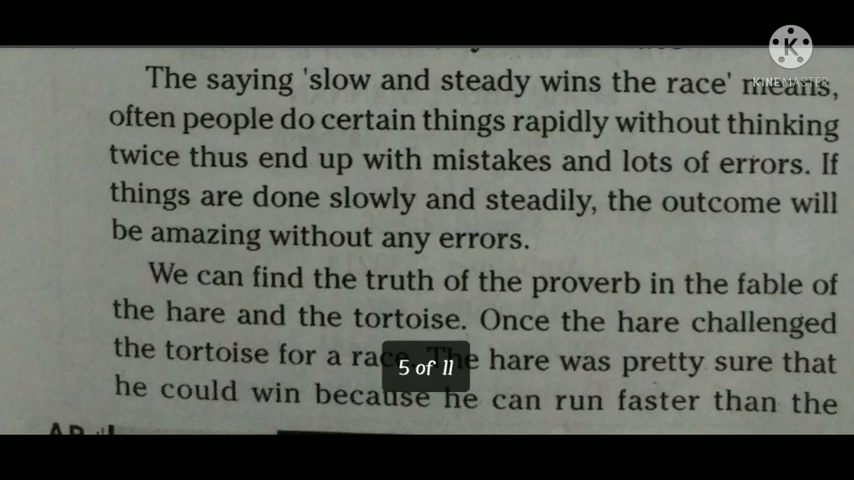 KINEMASTER
The saying 'slow and steady wins the race' means,
often people do certain things rapidly without thinking
twice thus end up with mistakes and lots of errors. If
things are done slowly and steadily, the outcome will
be amazing without any errors.
We can find the truth of the proverb in the fable of
the hare and the tortoise. Once the hare challenged
the tortoise for a race. The hare was pretty sure that
5 of 11
he could win because he can run faster than the